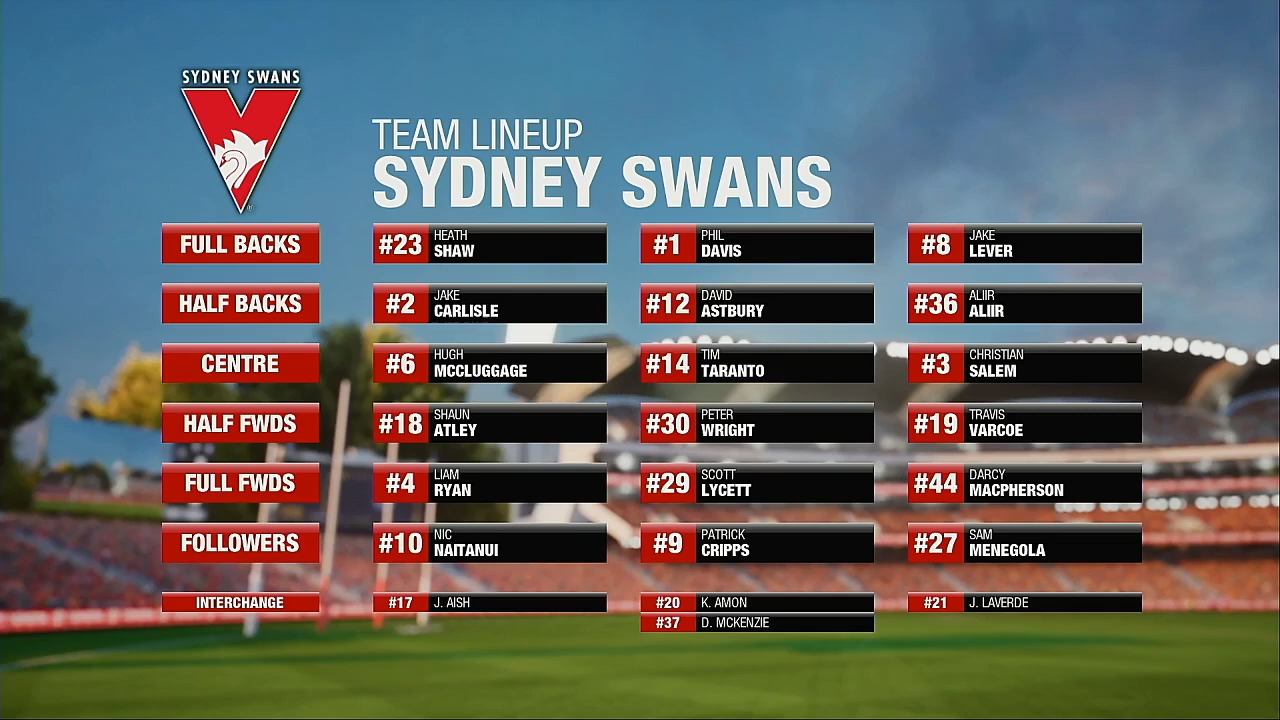 SYDNEY SWANS
TEAM LINEUP
SYDNEY SWANS
FULL BACKS
#23 HEATH SHAW
#1 PHIL DAVIS
#8 JAKE LEVER
HALF BACKS
#2 JAKE CARLISLE
#12 DAVID ASTBURY
#36 ALIIR ALIIR
CENTRE
#6 HUGH MCCLUGGAGE
#14 TIM TARANTO
#3 CHRISTIAN SALEM
HALF FWDS
#18 SHAUN ATLEY
#30 PETER WRIGHT
#19 TRAVIS VARCOE
FULL FWDS
#4 LIAM RYAN
#29 SCOTT LYCETT
#44 DARCY MACPHERSON
FOLLOWERS
#10 NIC NAITANUI
#9 PATRICK CRIPPS
#27 SAM MENEGOLA
INTERCHANGE
#17 J. AISH
#20 K. AMON
#21 J. LAVERDE
#37 D. MCKENZIE